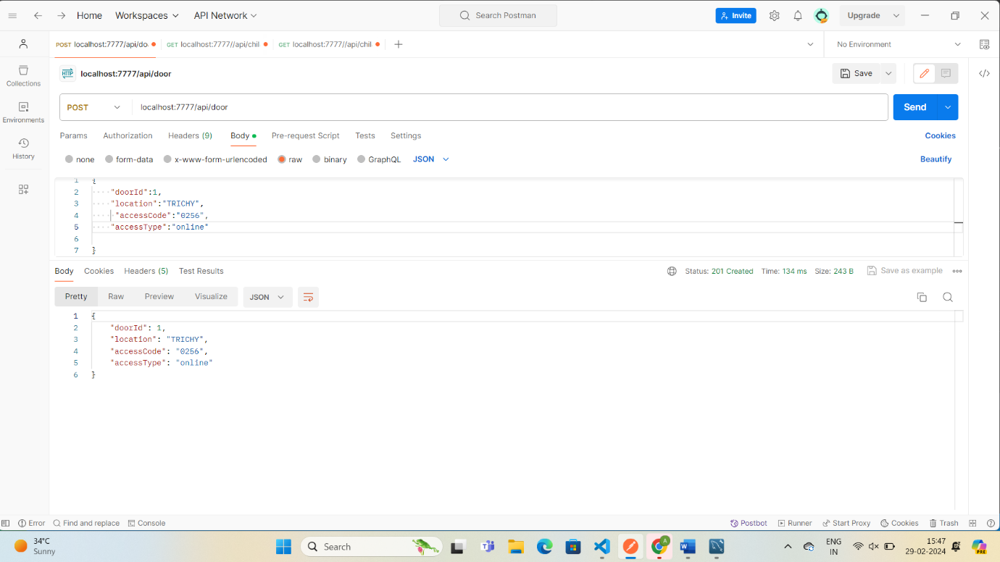 Home Workspaces API Network Search Postman Invite Upgrade
POST localhost:7777/api/do GET localhost:7777//api/chil GET localhost:7777//api/chil No Environment
HTTP localhost:7777/api/door Save
Collections
POST localhost:7777/api/door Send
Environments
Params Authorization Headers (9) Body Pre-request Script Tests Settings Cookies
History
none form-data x-www-form-urlencoded raw binary GraphQL JSON Beautify
1 {
2 "doorId":1,
3 "location":"TRICHY",
4 "accessCode":"0256",
5 "accessType":"online"
6
7 }
Body Cookies Headers (5) Test Results Status: 201 Created Time: 134 ms Size: 243 B Save as example
Pretty Raw Preview Visualize JSON
1 {
2 "doorId": 1,
3 "location": "TRICHY",
4 "accessCode": "0256",
5 "accessType": "online"
6 }
Error Find and replace Console Postbot Runner Start Proxy Cookies Trash
34°C
Sunny
Search
A
PRE
ENG
IN
15:47
29-02-2024